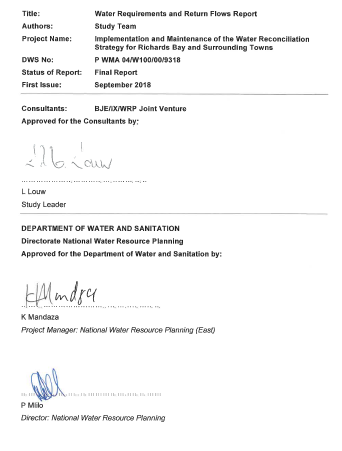 Title: Water Requirements and Return Flows Report
Authors: Study Team
Project Name: Implementation and Maintenance of the Water Reconciliation
Strategy for Richards Bay and Surrounding Towns
DWS No: P WMA 04/W100/00/9318
Status of Report: Final Report
First Issue: September 2018
Consultants: BJE/IX/WRP Joint Venture
Approved for the Consultants by:
Louw
L Louw
Study Leader
DEPARTMENT OF WATER AND SANITATION
Directorate National Water Resource Planning
Approved for the Department of Water and Sanitation by:
KMandaza
K Mandaza
Project Manager: National Water Resource Planning (East)
P Mlilo
Director: National Water Resource Planning